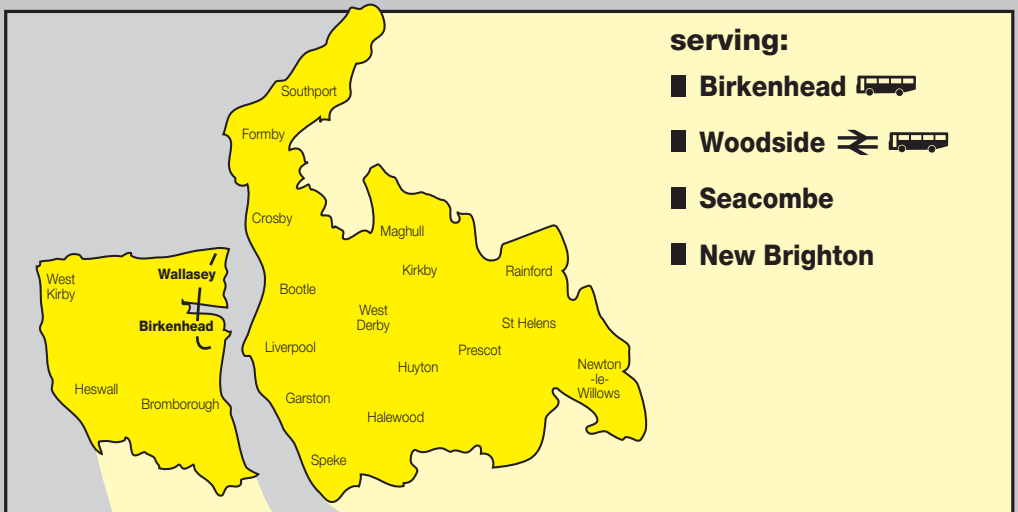 serving:
Birkenhead
Woodside
Seacombe
New Brighton
Southport
Formby
Crosby
Maghull
Kirkby
Rainford
Wallasey
West
Kirby
Bootle
West
Derby
St Helens
Birkenhead
Liverpool
Prescot
Huyton
Newton
-le-
Willows
Heswall
Bromborough
Garston
Halewood
Speke